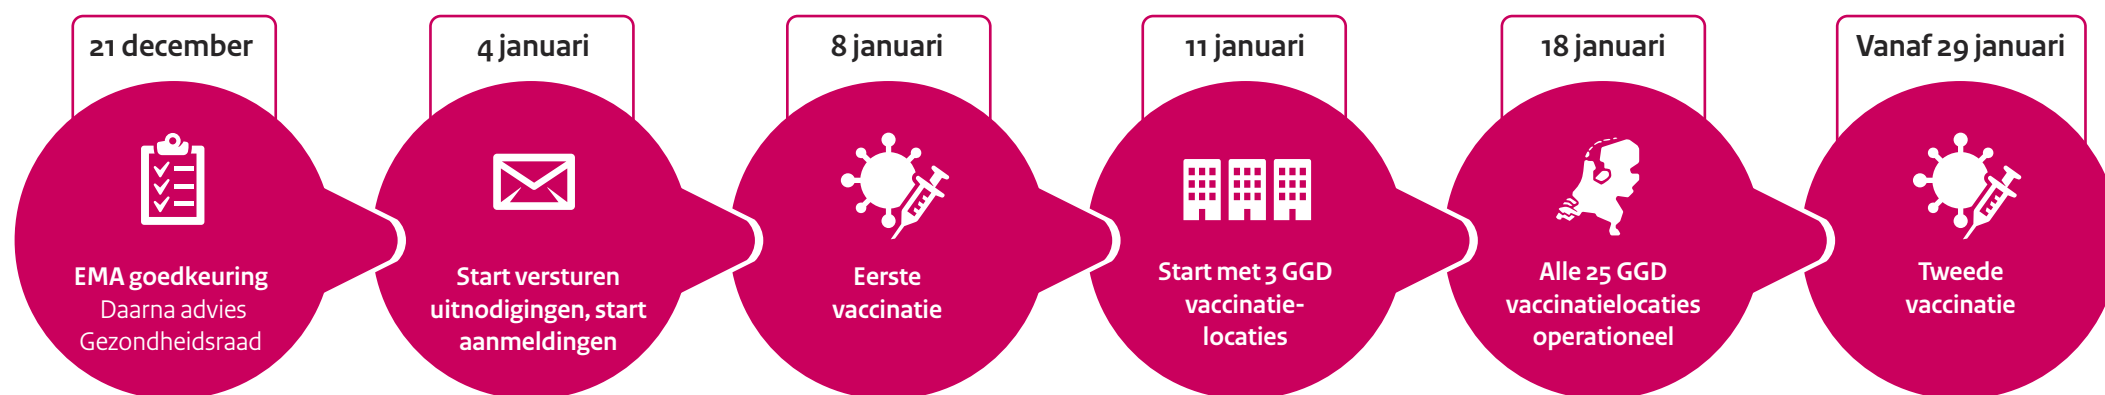 21 december
EMA goedkeuring
Daarna advies
Gezondheidsraad
4 januari
Start versturen
uitnodigingen, start
aanmeldingen
8 januari
Eerste
vaccinatie
11 januari
Start met 3 GGD
vaccinatie-
locaties
18 januari
Alle 25 GGD
vaccinatielocaties
operationeel
Vanaf 29 januari
Tweede
vaccinatie